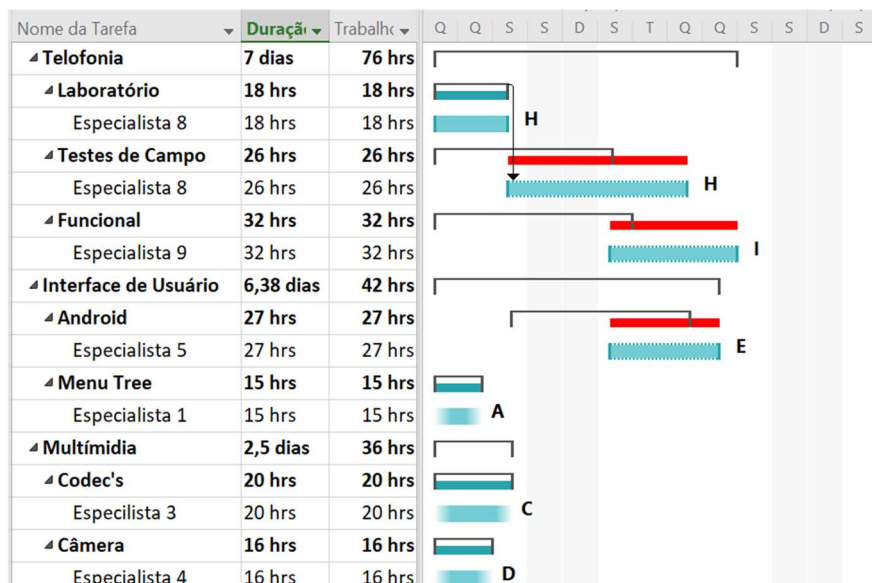 Nome da Tarefa Duraçã Trabalho Q Q S S D S T Q Q S S D S
Telofonia 7 dias 76 hrs
Laboratório 18 hrs 18 hrs
Especialista 8 18 hrs 18 hrs H
Testes de Campo 26 hrs 26 hrs
Especialista 8 26 hrs 26 hrs H
Funcional 32 hrs 32 hrs
Especialista 9 32 hrs 32 hrs I
Interface de Usuário 6,38 dias 42 hrs
Android 27 hrs 27 hrs
Especialista 5 27 hrs 27 hrs E
Menu Tree 15 hrs 15 hrs
Especialista 1 15 hrs 15 hrs A
Multímidia 2,5 dias 36 hrs
Codec's 20 hrs 20 hrs
Especilista 3 20 hrs 20 hrs C
Câmera 16 hrs 16 hrs
Especialista 4 16 hrs 16 hrs D